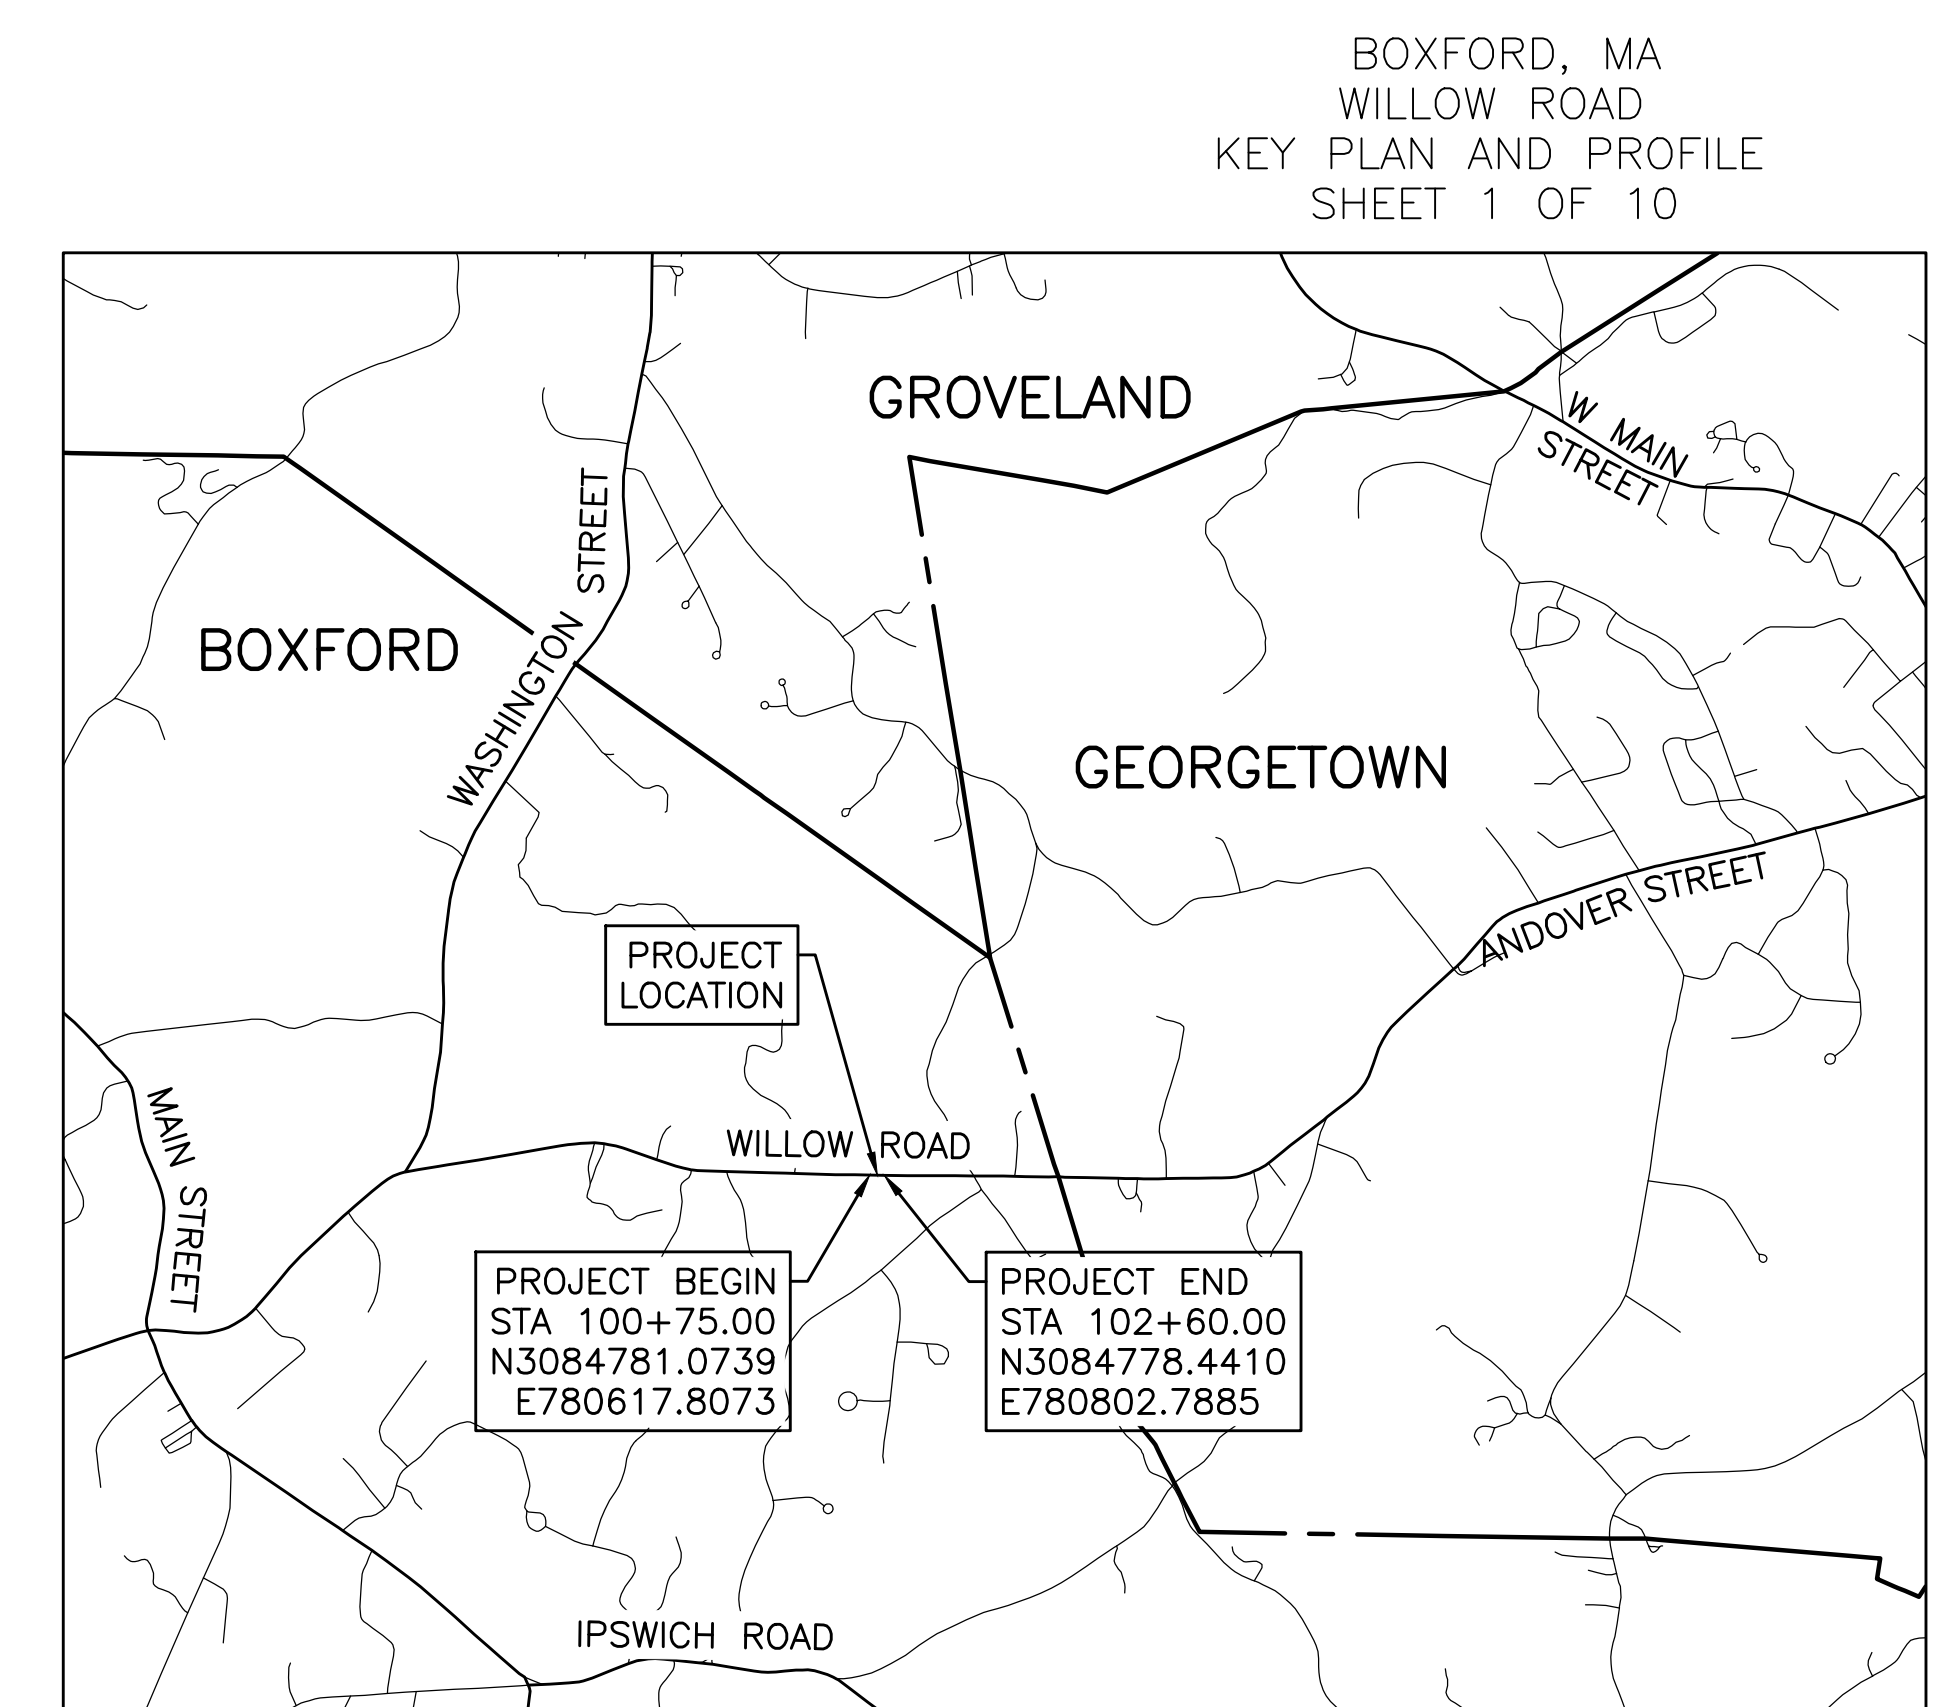 BOXFORD, MA
WILLOW ROAD
KEY PLAN AND PROFILE
SHEET 1 OF 10
GROVELAND
W MAIN
STREET
WASHINGTON STREET
BOXFORD
GEORGETOWN
ANDOVER STREET
PROJECT
LOCATION
MAIN STREET
WILLOW ROAD
PROJECT BEGIN
STA 100+75.00
N3084781.0739
E780617.8073
PROJECT END
STA 102+60.00
N3084778.4410
E780802.7885
IPSWICH ROAD